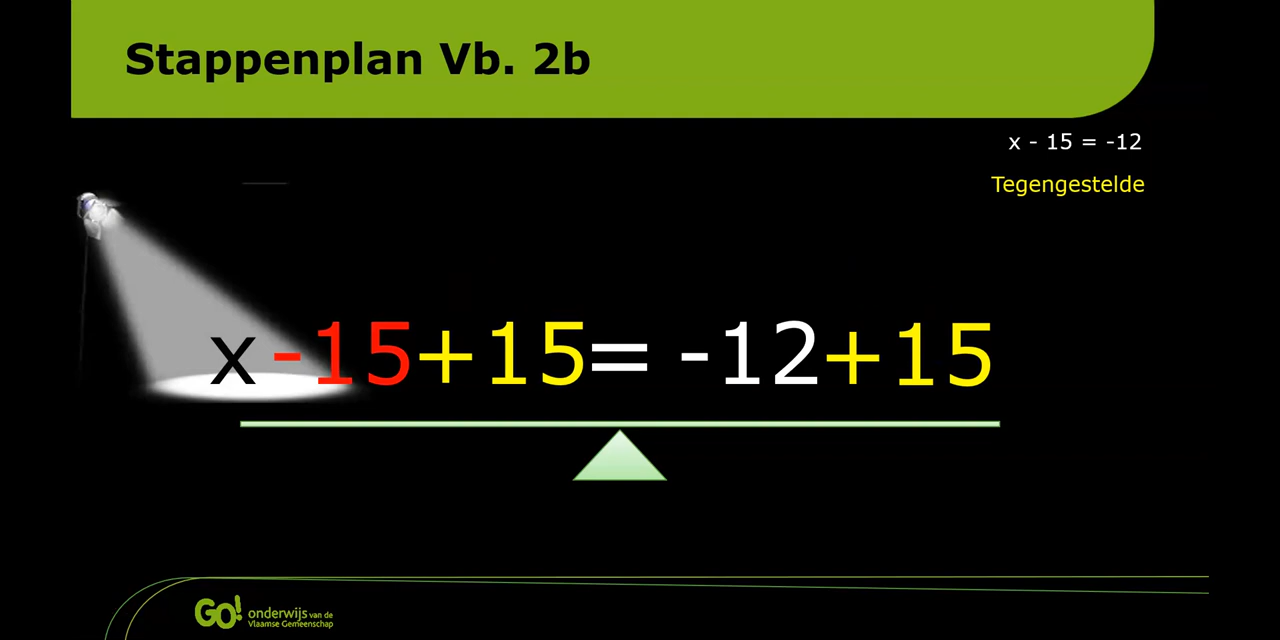 Stappenplan Vb. 2b
x - 15 = -12
Tegengestelde
x -15+15= -12+15
GO! onderwijs van de
Vlaamse Gemeenschap